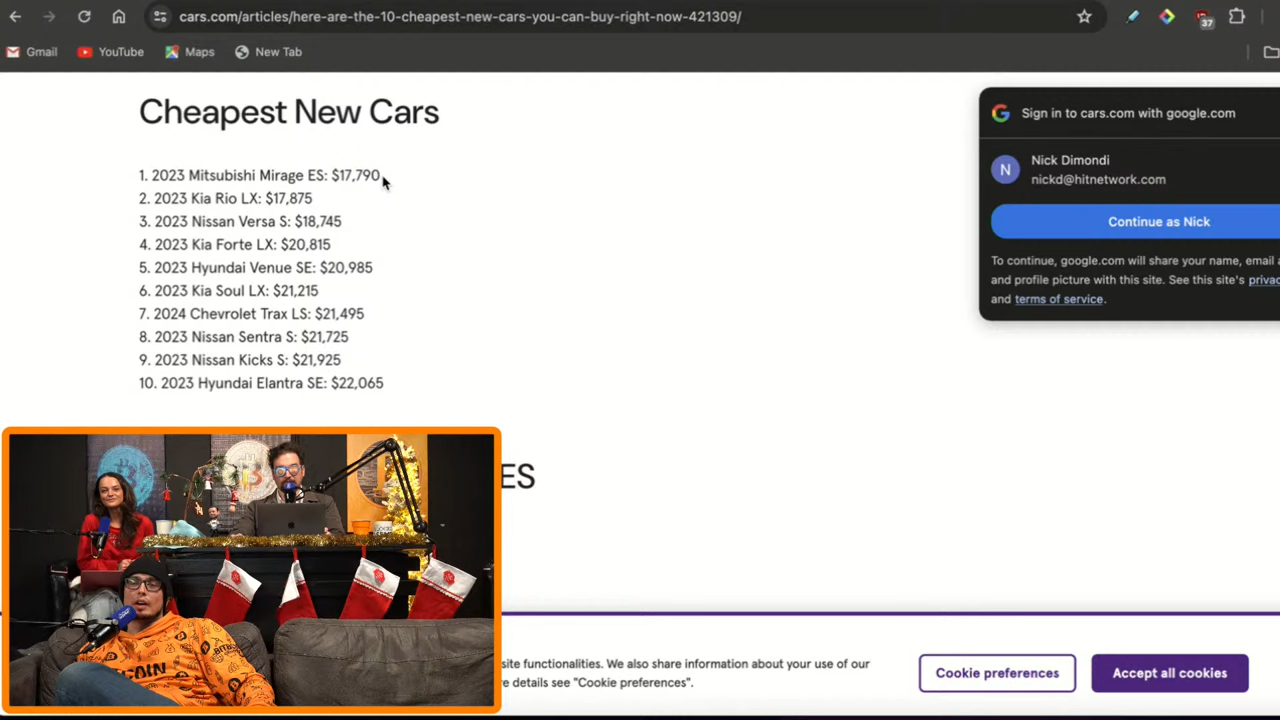 cars.com/articles/here-are-the-10-cheapest-new-cars-you-can-buy-right-now-421309/
37
Gmail
YouTube
Maps
New Tab
Cheapest New Cars
1. 2023 Mitsubishi Mirage ES: $17,790
2. 2023 Kia Rio LX: $17,875
3. 2023 Nissan Versa S: $18,745
4. 2023 Kia Forte LX: $20,815
5. 2023 Hyundai Venue SE: $20,985
6. 2023 Kia Soul LX: $21,215
7. 2024 Chevrolet Trax LS: $21,495
8. 2023 Nissan Sentra S: $21,725
9. 2023 Nissan Kicks S: $21,925
10. 2023 Hyundai Elantra SE: $22,065
Sign in to cars.com with google.com
N
Nick Dimondi
nickd@hitnetwork.com
Continue as Nick
To continue, google.com will share your name, email
and profile picture with this site. See this site's
and terms of service.
ES
COIN
site functionalities. We also share information about your use of our
details see "Cookie preferences".
Cookie preferences
Accept all cookies